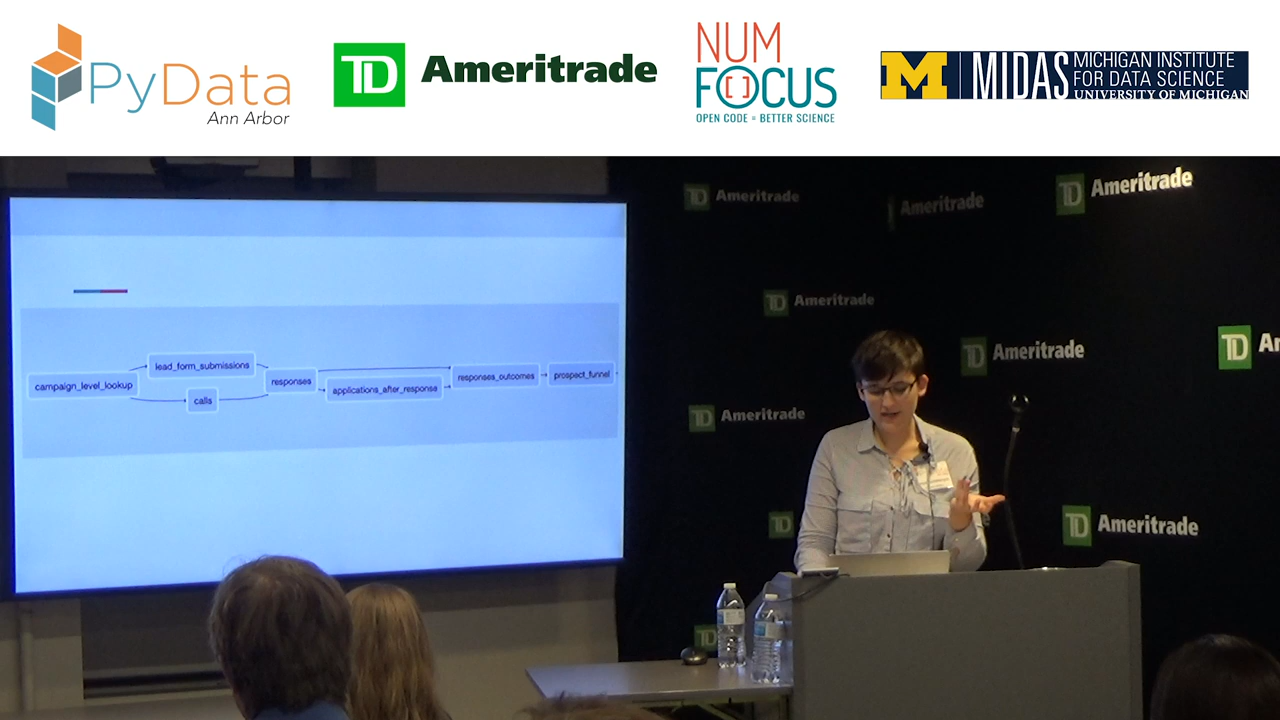 PyData
Ann Arbor
TD Ameritrade
NUM
FOCUS
OPEN CODE = BETTER SCIENCE
M MIDAS
MICHIGAN INSTITUTE
FOR DATA SCIENCE
UNIVERSITY OF MICHIGAN
campaign_level_lookup
lead_form_submissions
calls
responses
applications_after_response
responses_outcomes
prospect_funnel
TD Ameritrade
Ameritrade
TD Ameritrade
TD Ameritrade
TD Ameritrade
TD A
TD Ameritrade
TD
TD Ameritrade
TD